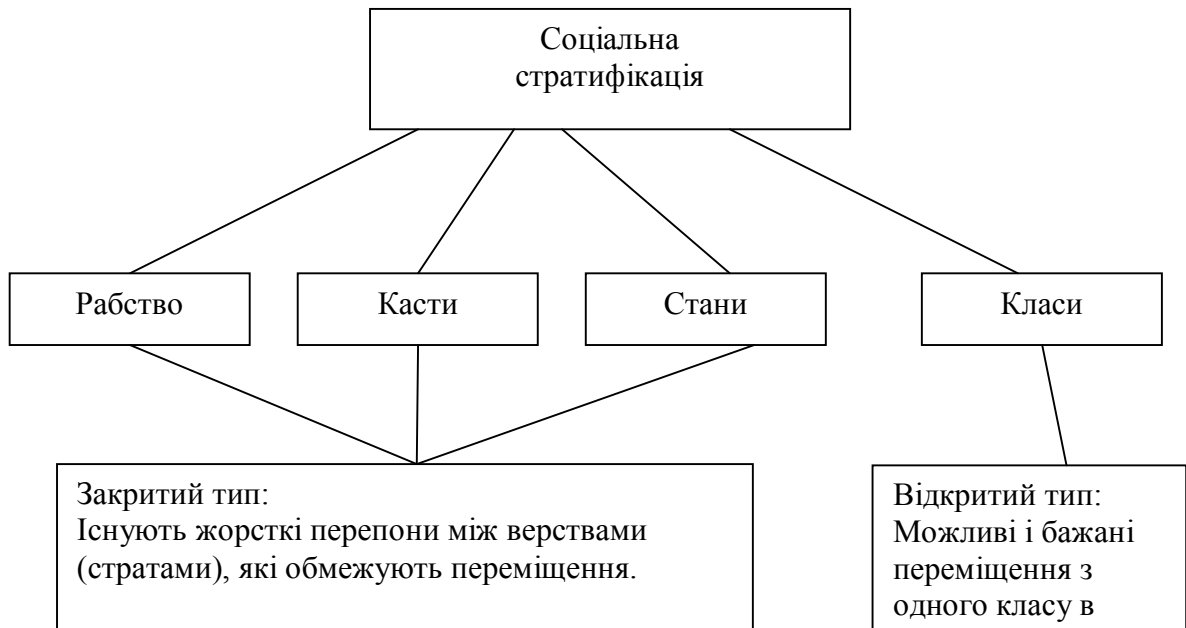 Соціальна
стратифікація
Рабство
Касти
Стани
Класи
Закритий тип:
Існують жорсткі перепони між верствами
(стратами), які обмежують переміщення.
Відкритий тип:
Можливі і бажані
переміщення з
одного класу в